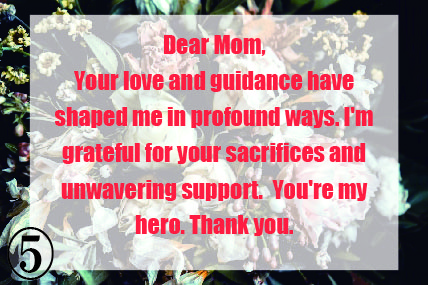 Dear Mom,
Your love and guidance have
shaped me in profound ways. I'm
grateful for your sacrifices and
unwavering support.  You're my
hero. Thank you.
5